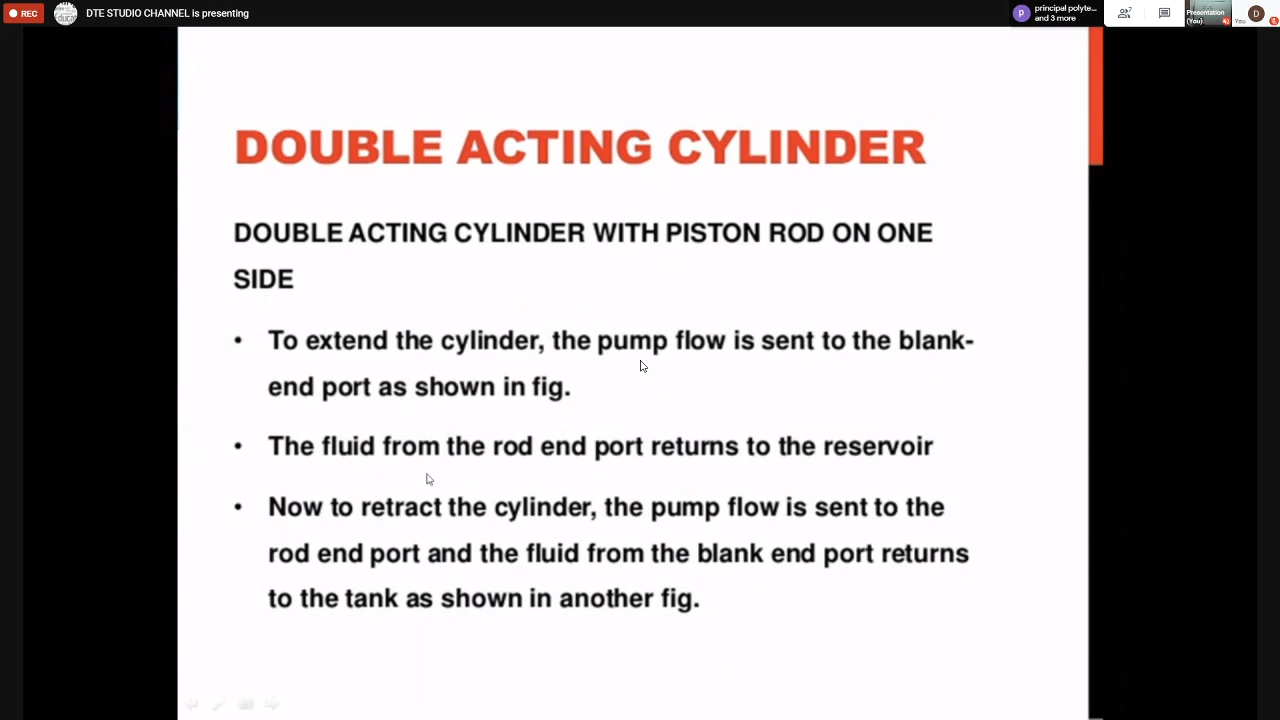 REC
DTE STUDIO CHANNEL is presenting
principal polyte...
and 3 more
7
Presentation
(You)
You
D
P
DOUBLE ACTING CYLINDER
DOUBLE ACTING CYLINDER WITH PISTON ROD ON ONE
SIDE
• To extend the cylinder, the pump flow is sent to the blank-
end port as shown in fig.
• The fluid from the rod end port returns to the reservoir
• Now to retract the cylinder, the pump flow is sent to the
rod end port and the fluid from the blank end port returns
to the tank as shown in another fig.